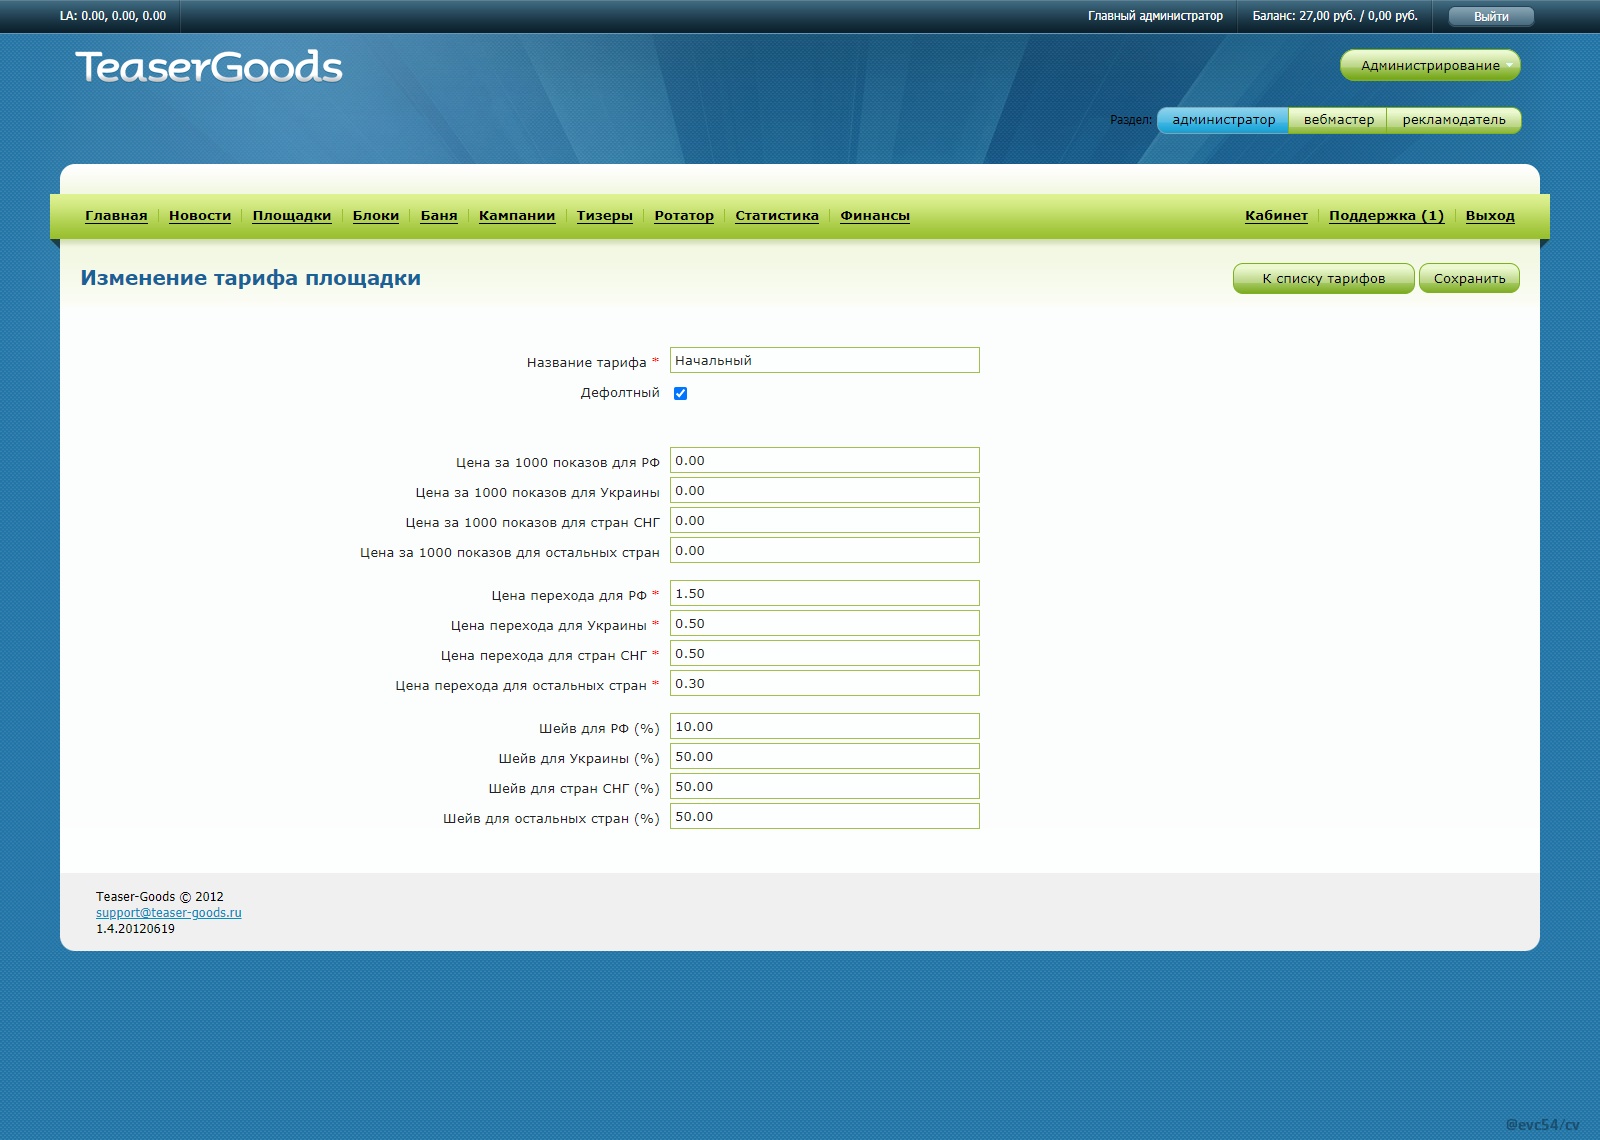 LA: 0.00, 0.00, 0.00
Главный администратор
Баланс: 27,00 руб. / 0,00 руб.
Выйти
TeaserGoods
Администрирование
Раздел: администратор вебмастер рекламодатель
Главная Новости Площадки Блоки Баня Кампании Тизеры Ротатор Статистика Финансы Кабинет Поддержка (1) Выход
Изменение тарифа площадки
К списку тарифов
Сохранить
Название тарифа * Начальный
Дефолтный
Цена за 1000 показов для РФ 0.00
Цена за 1000 показов для Украины 0.00
Цена за 1000 показов для стран СНГ 0.00
Цена за 1000 показов для остальных стран 0.00
Цена перехода для РФ * 1.50
Цена перехода для Украины * 0.50
Цена перехода для стран СНГ * 0.50
Цена перехода для остальных стран * 0.30
Шейв для РФ (%) 10.00
Шейв для Украины (%) 50.00
Шейв для стран СНГ (%) 50.00
Шейв для остальных стран (%) 50.00
Teaser-Goods © 2012
support@teaser-goods.ru
1.4.20120619
@evc54/cv